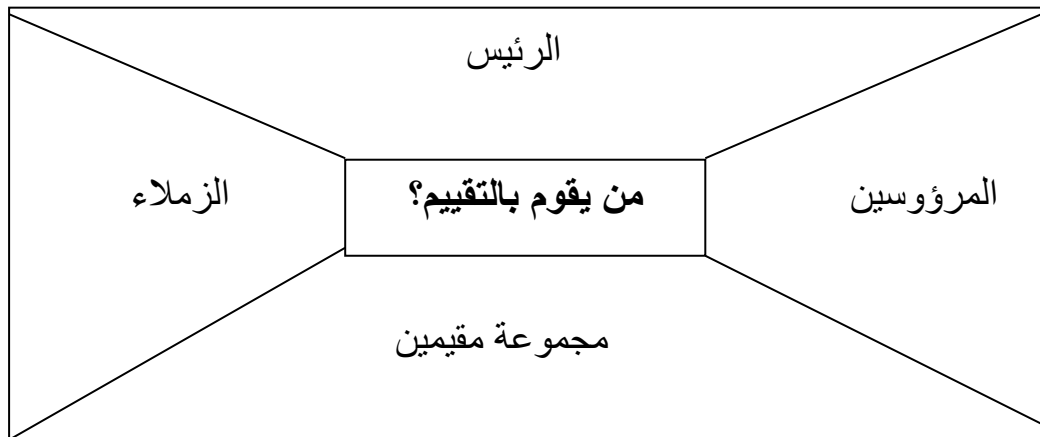 الرئيس
المرؤوسين
من يقوم بالتقييم؟
الزملاء
مجموعة مقيمين